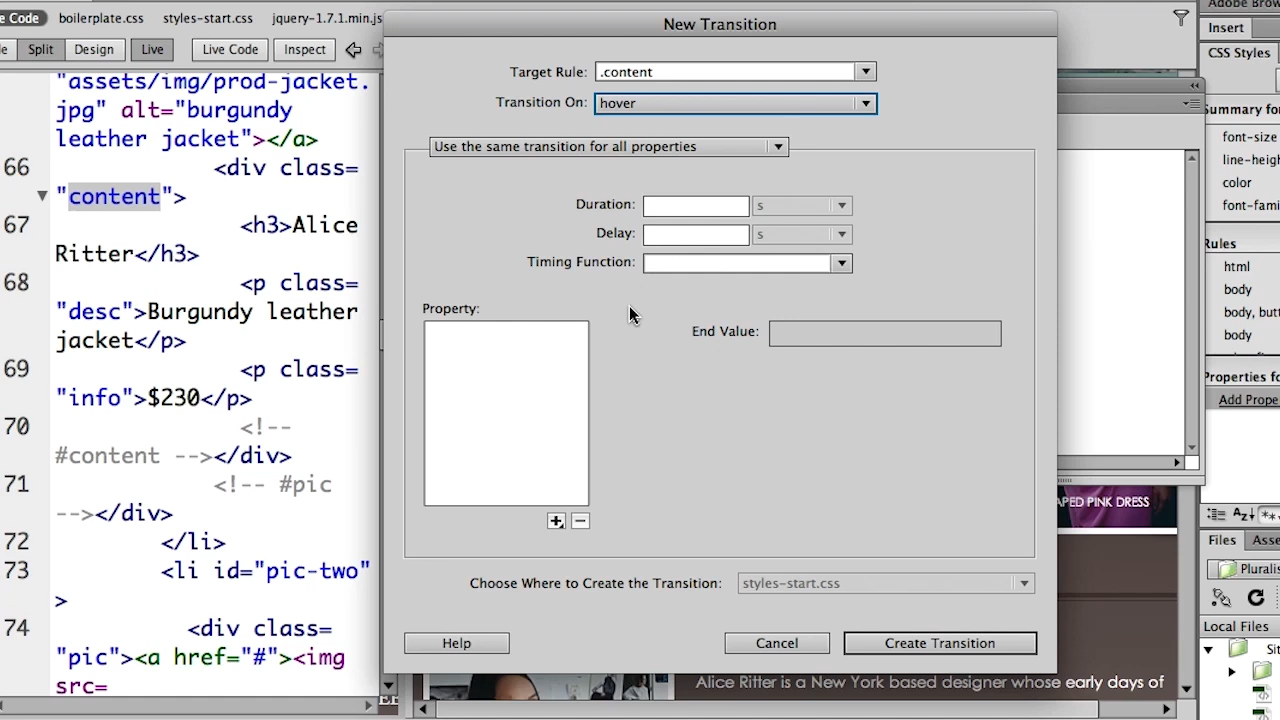 e Code
boilerplate.css
styles-start.css
jquery-1.7.1.min.js
Split
Design
Live
Live Code
Inspect
"assets/img/prod-jacket.
jpg" alt="burgundy
leather jacket"></a>
66 <div class=
"content">
67 <h3>Alice
Ritter</h3>
68 <p class=
"desc">Burgundy leather
jacket</p>
69 <p class=
"info">$230</p>
70 <!--
#content --></div>
71 <!-- #pic
--></div>
72 </li>
73 <li id="pic-two"
>
74 <div class=
"pic"><a href="#"><img
src=
New Transition
Target Rule: .content
Transition On: hover
Use the same transition for all properties
Duration: s
Delay: s
Timing Function:
Property:
End Value:
Choose Where to Create the Transition: styles-start.css
Help
Cancel
Create Transition
APED PINK DRESS
Alice Ritter is a New York based designer whose early days of
Adobe Brow
Insert
CSS Styles
Summary for
font-size
line-heigh
color
font-fami
Rules
html
body
body, butt
body
Properties fo
Add Prope
Files
Asse
Pluralis
Local Files
Sit